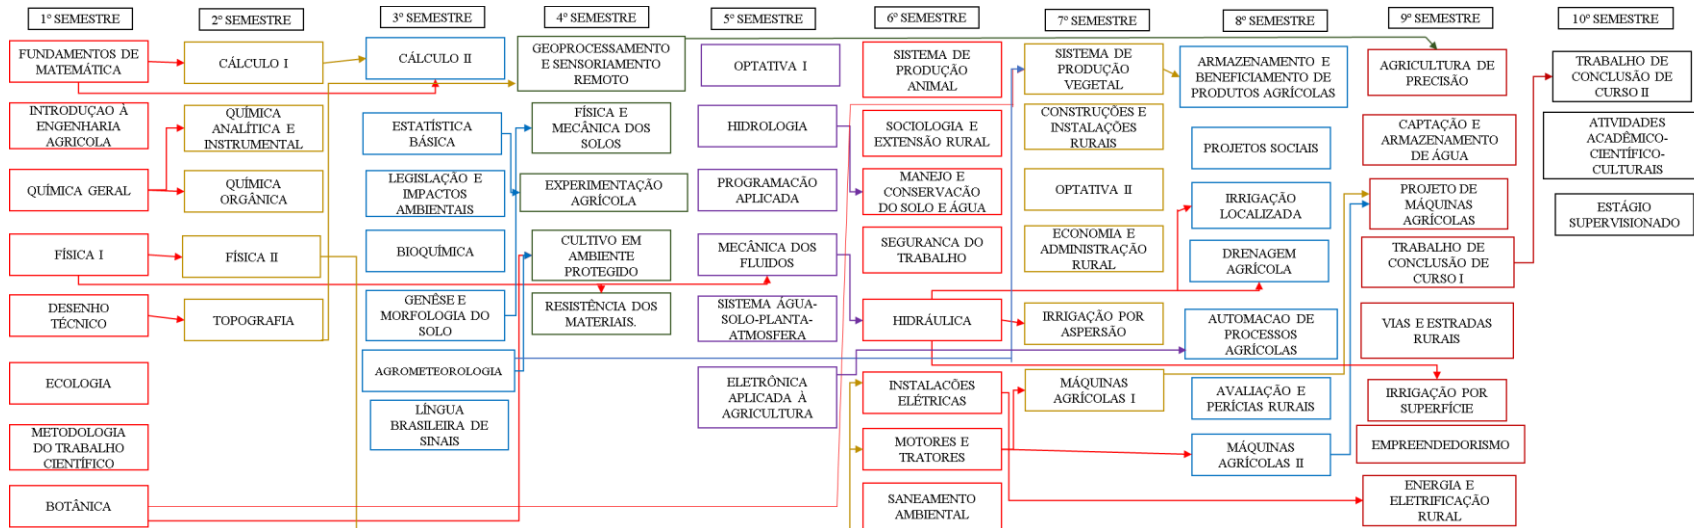 1º SEMESTRE
2º SEMESTRE
3º SEMESTRE
4º SEMESTRE
5º SEMESTRE
6º SEMESTRE
7º SEMESTRE
8º SEMESTRE
9º SEMESTRE
10º SEMESTRE
FUNDAMENTOS DE
MATEMÁTICA
INTRODUÇAO À
ENGENHARIA
AGRICOLA
QUÍMICA GERAL
FÍSICA I
DESENHO
TÉCNICO
ECOLOGIA
METODOLOGIA
DO TRABALHO
CIENTÍFICO
BOTÂNICA
CÁLCULO I
QUÍMICA
ANALÍTICA E
INSTRUMENTAL
QUÍMICA
ORGÂNICA
FÍSICA II
TOPOGRAFIA
CÁLCULO II
ESTATÍSTICA
BÁSICA
LEGISLAÇÃO E
IMPACTOS
AMBIENTAIS
BIOQUÍMICA
GENÊSE E
MORFOLOGIA DO
SOLO
AGROMETEOROLOGIA
LÍNGUA
BRASILEIRA DE
SINAIS
GEOPROCESSAMENTO
E SENSORIAMENTO
REMOTO
FÍSICA E
MECÂNICA DOS
SOLOS
EXPERIMENTAÇÃO
AGRÍCOLA
CULTIVO EM
AMBIENTE
PROTEGIDO
RESISTÊNCIA DOS
MATERIAIS.
OPTATIVA I
HIDROLOGIA
PROGRAMACÃO
APLICADA
MECÂNICA DOS
FLUIDOS
SISTEMA ÁGUA-
SOLO-PLANTA-
ATMOSFERA
ELETRÔNICA
APLICADA À
AGRICULTURA
SISTEMA DE
PRODUÇÃO
ANIMAL
SOCIOLOGIA E
EXTENSÃO RURAL
MANEJO E
CONSERVACÃO
DO SOLO E ÁGUA
SEGURANCA DO
TRABALHO
HIDRÁULICA
INSTALACÕES
ELÉTRICAS
MOTORES E
TRATORES
SANEAMENTO
AMBIENTAL
SISTEMA DE
PRODUÇÃO
VEGETAL
CONSTRUÇÕES E
INSTALAÇÕES
RURAIS
OPTATIVA II
ECONOMIA E
ADMINISTRAÇÃO
RURAL
IRRIGAÇÃO POR
ASPERSÃO
MÁQUINAS
AGRÍCOLAS I
ARMAZENAMENTO E
BENEFICIAMENTO DE
PRODUTOS AGRÍCOLAS
PROJETOS SOCIAIS
IRRIGAÇÃO
LOCALIZADA
DRENAGEM
AGRÍCOLA
AUTOMACAO DE
PROCESSOS
AGRÍCOLAS
AVALIAÇÃO E
PERÍCIAS RURAIS
MÁQUINAS
AGRÍCOLAS II
AGRICULTURA DE
PRECISÃO
CAPTAÇÃO E
ARMAZENAMENTO
DE ÁGUA
PROJETO DE
MÁQUINAS
AGRÍCOLAS
TRABALHO DE
CONCLUSÃO DE
CURSO I
VIAS E ESTRADAS
RURAIS
IRRIGAÇÃO POR
SUPERFÍCIE
EMPREENDEDORISMO
ENERGIA E
ELETRIFICAÇÃO
RURAL
TRABALHO DE
CONCLUSÃO DE
CURSO II
ATIVIDADES
ACADÊMICO-
CIENTÍFICO-
CULTURAIS
ESTÁGIO
SUPERVISIONADO